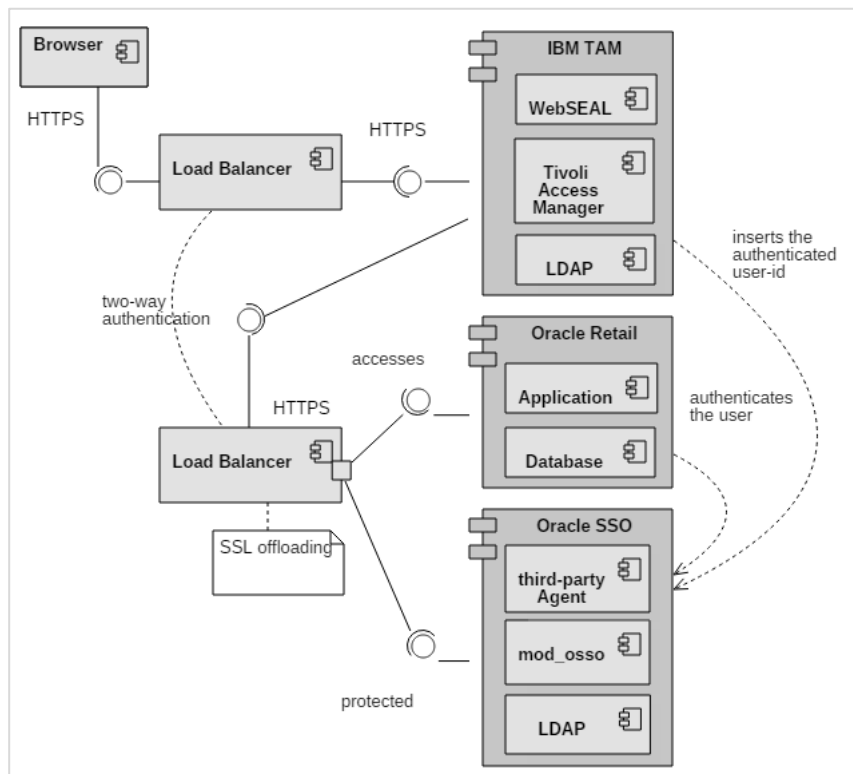 Browser
IBM TAM
WebSEAL
HTTPS
HTTPS
Load Balancer
Tivoli
Access
Manager
inserts the
authenticated
user-id
LDAP
two-way
authentication
Oracle Retail
accesses
Application
authenticates
the user
HTTPS
Load Balancer
Database
Oracle SSO
SSL offloading
third-party
Agent
mod_osso
protected
LDAP